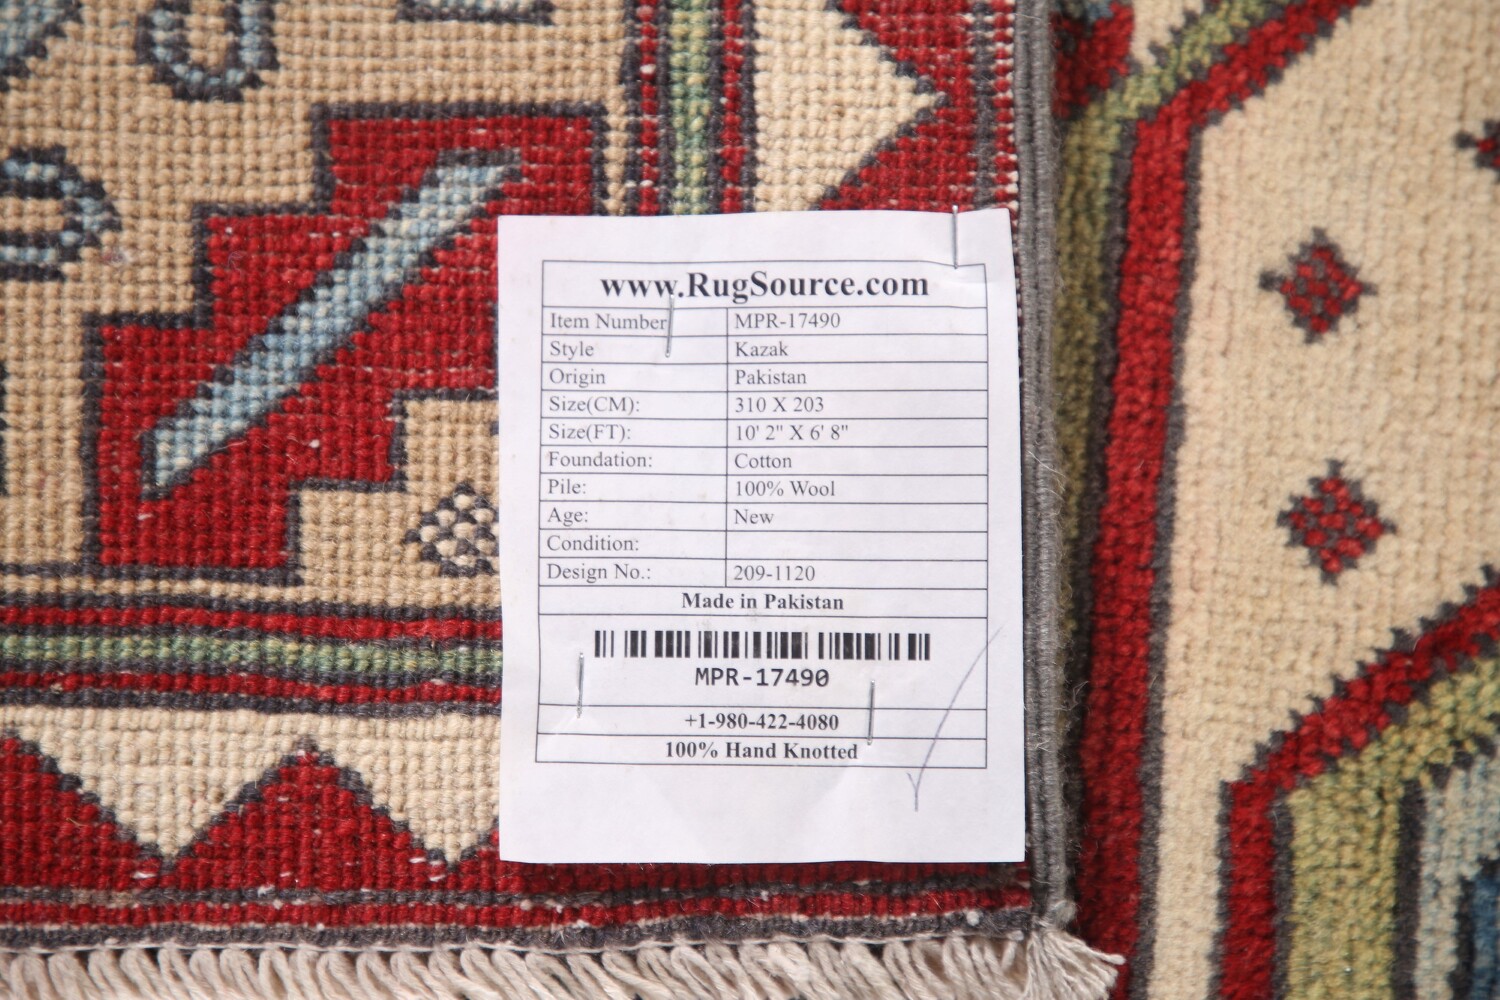 www.RugSource.com
Item Number MPR-17490
Style Kazak
Origin Pakistan
Size(CM): 310 X 203
Size(FT): 10' 2" X 6' 8"
Foundation: Cotton
Pile: 100% Wool
Age: New
Condition:
Design No.: 209-1120
Made in Pakistan
MPR-17490
+1-980-422-4080
100% Hand Knotted